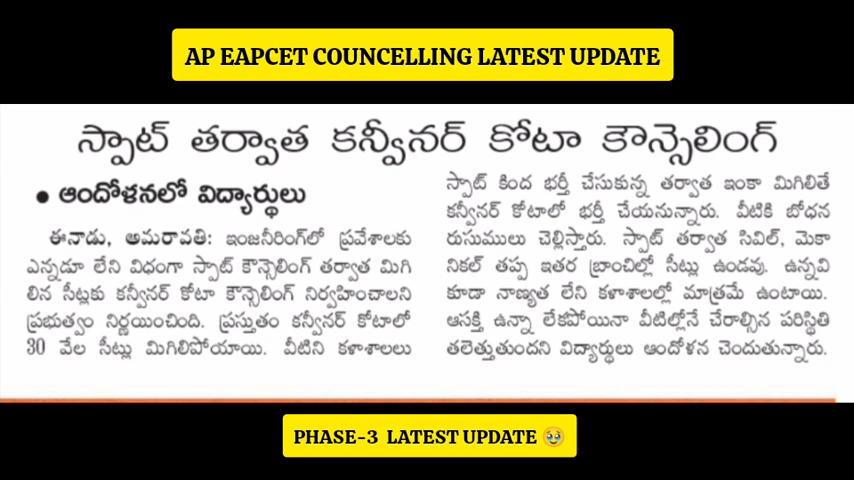 AP EAPCET COUNCELLING LATEST UPDATE
స్పాట్ తర్వాత కన్వీనర్ కోటా కౌన్సెలింగ్
• ఆందోళనలో విద్యార్థులు
ఈనాడు, అమరావతి: ఇంజనీరింగ్‌లో ప్రవేశాలకు
ఎన్నడూ లేని విధంగా స్పాట్ కౌన్సెలింగ్ తర్వాత మిగి
లిన సీట్లకు కన్వీనర్ కోటా కౌన్సెలింగ్ నిర్వహించాలని
ప్రభుత్వం నిర్ణయించింది. ప్రస్తుతం కన్వీనర్ కోటాలో
30 వేల సీట్లు మిగిలిపోయాయి. వీటిని కళాశాలలు
స్పాట్ కింద భర్తీ చేసుకున్న తర్వాత ఇంకా మిగిలితే
కన్వీనర్ కోటాలో భర్తీ చేయనున్నారు. వీటికి బోధన
రుసుములు చెల్లిస్తారు. స్పాట్ తర్వాత సివిల్, మెకా
నికల్ తప్ప ఇతర బ్రాంచిల్లో సీట్లు ఉండవు. ఉన్నవి
కూడా నాణ్యత లేని కళాశాలల్లో మాత్రమే ఉంటాయి.
ఆసక్తి ఉన్నా లేకపోయినా వీటిల్లోనే చేరాల్సిన పరిస్థితి
తలెత్తుతుందని విద్యార్థులు ఆందోళన చెందుతున్నారు.
PHASE-3 LATEST UPDATE 🥹